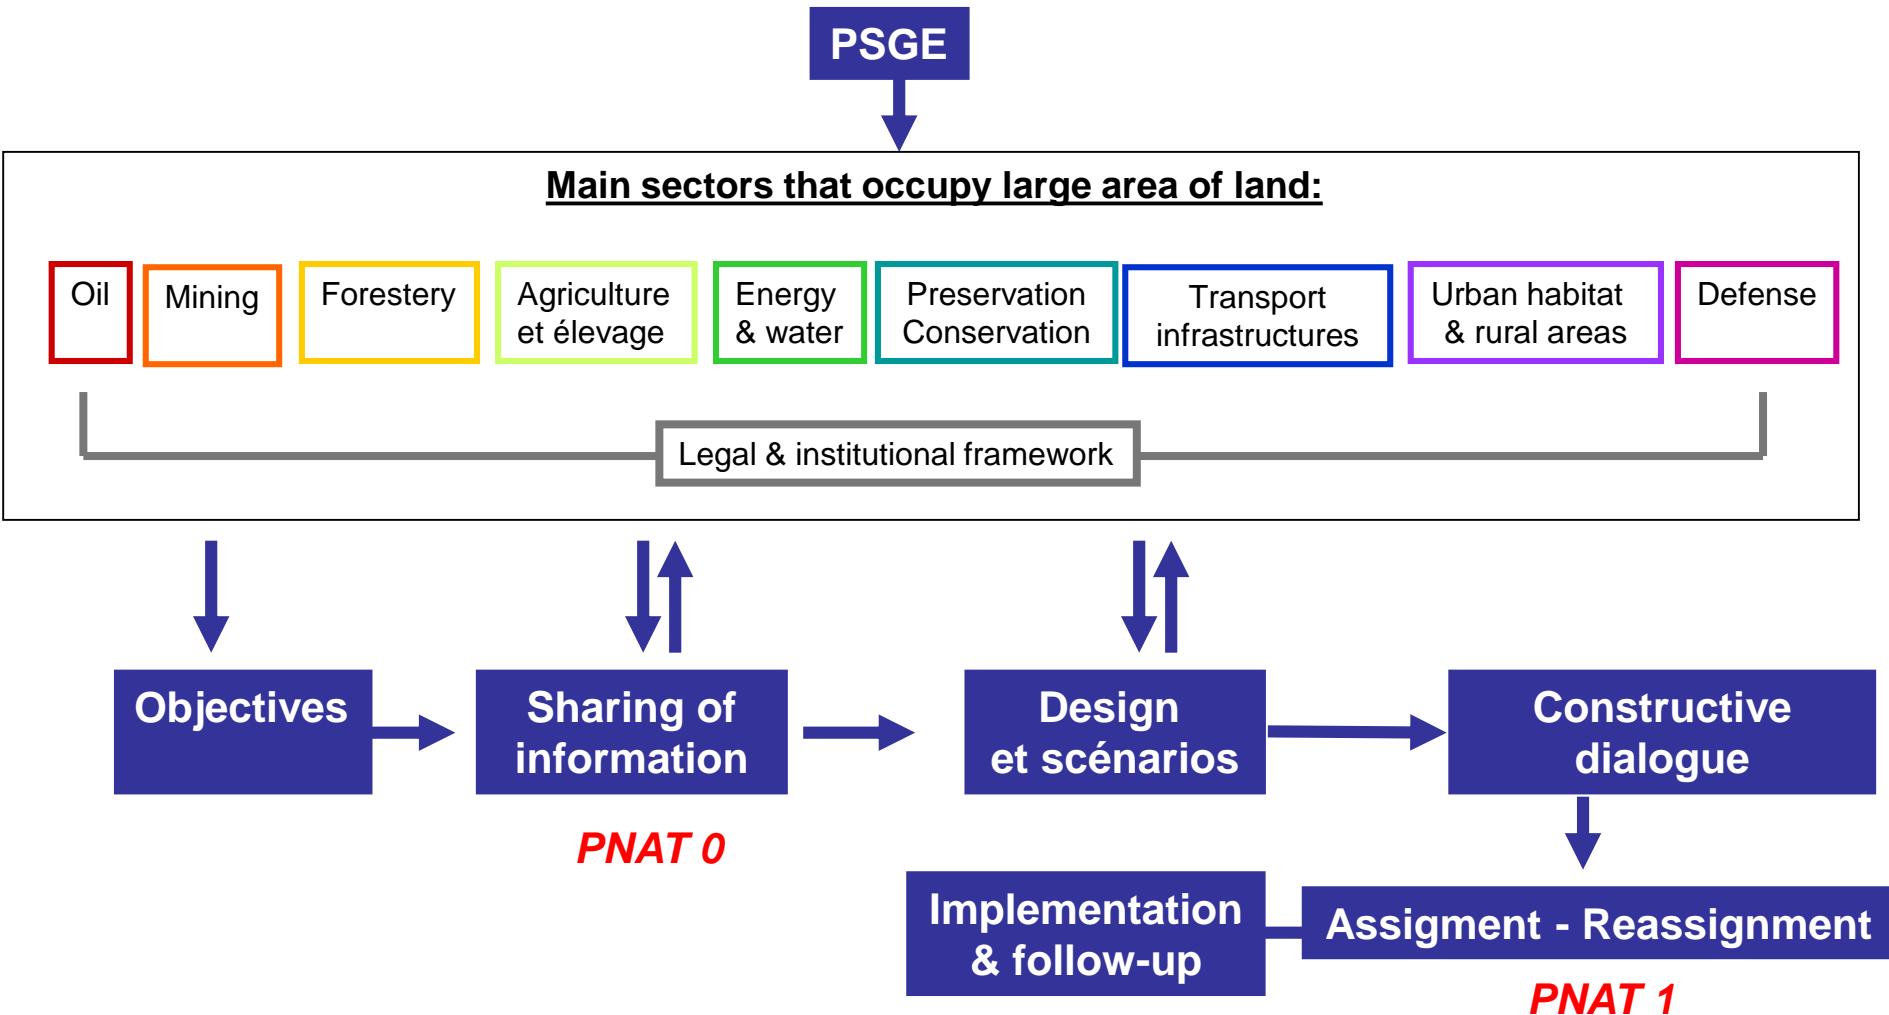 PSGE
Main sectors that occupy large area of land:
Oil
Mining
Forestery
Agriculture
et élevage
Energy
& water
Preservation
Conservation
Transport
infrastructures
Urban habitat
& rural areas
Defense
Legal & institutional framework
Objectives
Sharing of
information
Design
et scénarios
Constructive
dialogue
PNAT 0
Implementation
& follow-up
Assigment - Reassignment
PNAT 1